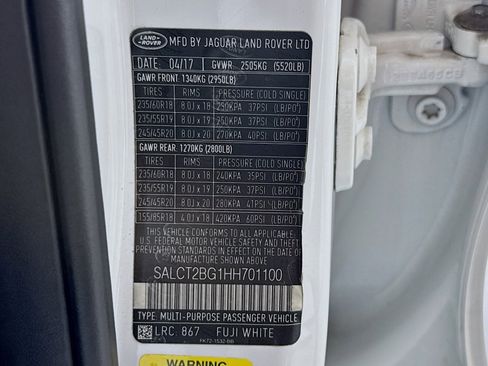 LAND-ROVER
MFD BY JAGUAR LAND ROVER LTD
DATE: 04/17 GVWR 2505KG (5520LB)
GAWR FRONT: 1340KG (2950LB)
TIRES RIMS PRESSURE (COLD SINGLE)
235/60R18 8.0J x 18 250KPA 37PSI (LB/PO²)
235/55R19 8.0J x 19 250KPA 37PSI (LB/PO²)
245/45R20 8.0J x 20 270KPA 40PSI (LB/PO²)
GAWR REAR: 1270KG (2800LB)
TIRES RIMS PRESSURE (COLD SINGLE)
235/60R18 8.0J x 18 240KPA 35PSI (LB/PO²)
235/55R19 8.0J x 19 250KPA 37PSI (LB/PO²)
245/45R20 8.0J x 20 280KPA 41PSI (LB/PO²)
155/85R18 4.0J x 18 420KPA 60PSI (LB/PO²)
THIS VEHICLE CONFORMS TO ALL APPLICABLE
U.S. FEDERAL MOTOR VEHICLE SAFETY AND THEFT
PREVENTION STANDARDS IN EFFECT ON THE DATE OF
MANUFACTURE SHOWN ABOVE.
SALCT2BG1HH701100
TYPE: MULTI-PURPOSE PASSENGER VEHICLE
LRC. 867 FUJI WHITE
FK72-1532-BB
WARNING